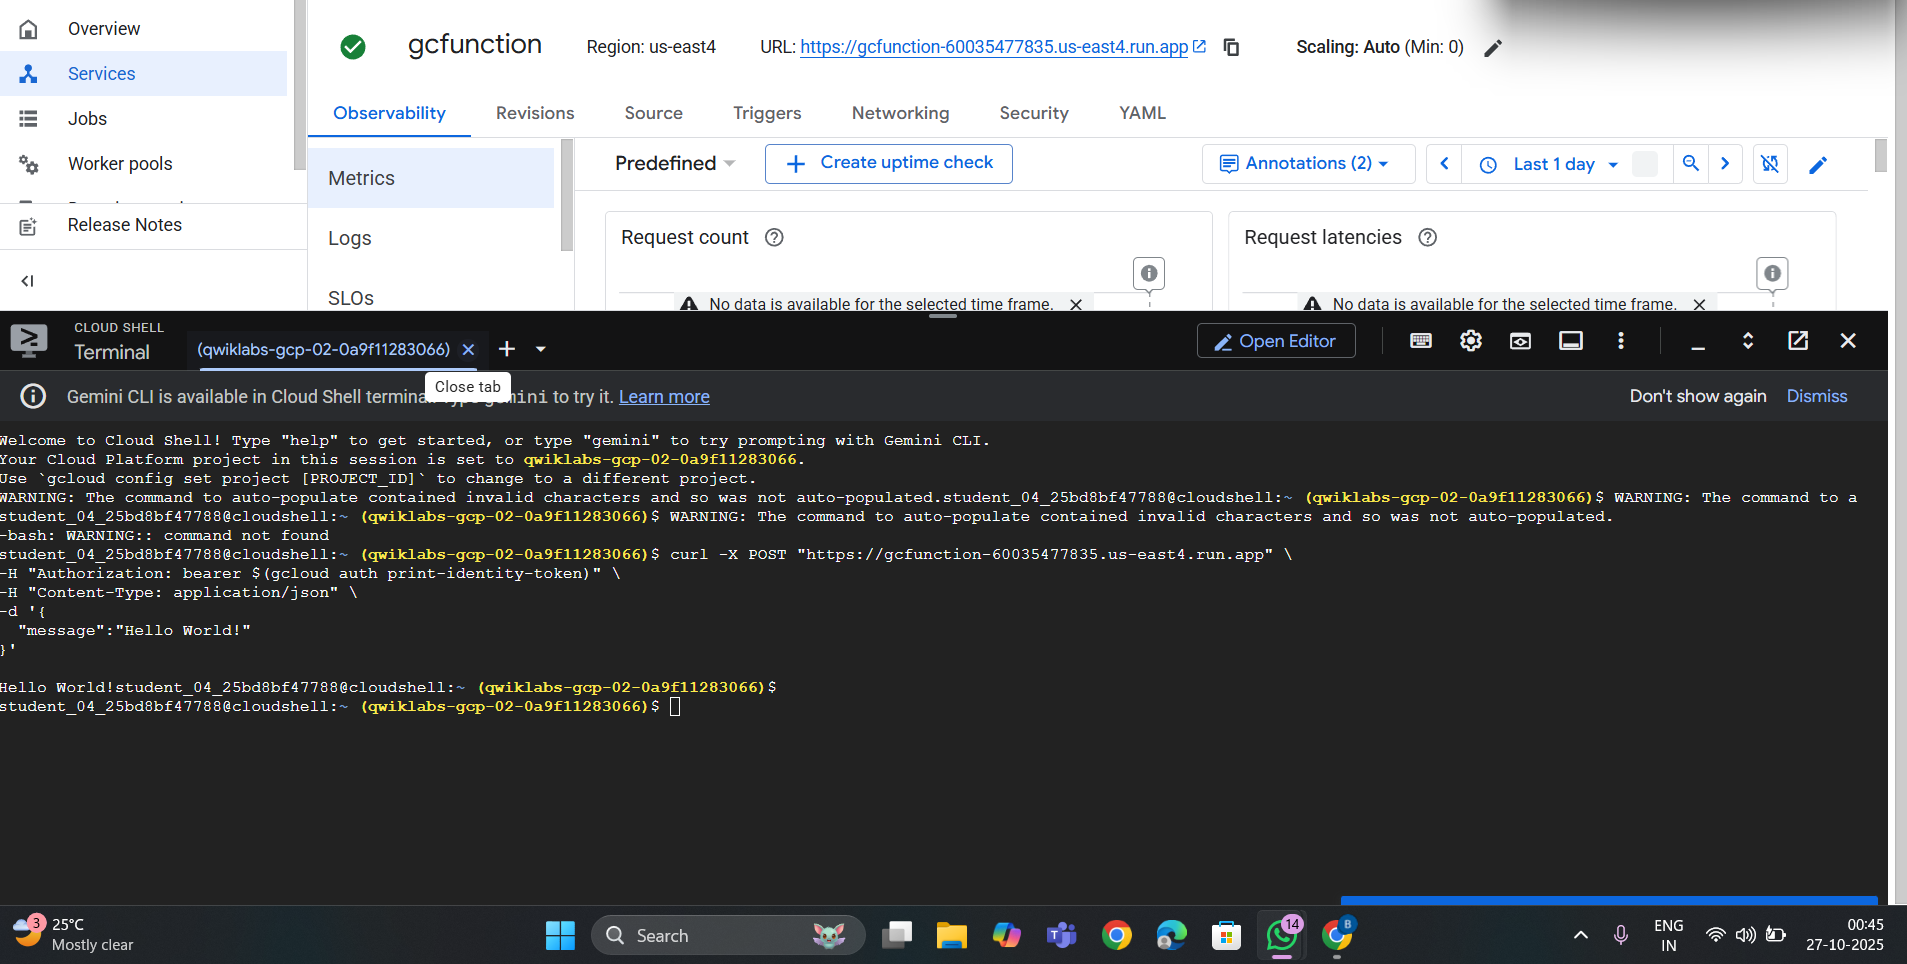 Overview
Services
Jobs
Worker pools
Release Notes
gcfunction
Region: us-east4
URL: https://gcfunction-60035477835.us-east4.run.app
Scaling: Auto (Min: 0)
Observability
Revisions
Source
Triggers
Networking
Security
YAML
Metrics
Logs
SLOs
Predefined
Create uptime check
Annotations (2)
Last 1 day
Request count
No data is available for the selected time frame.
Request latencies
No data is available for the selected time frame.
CLOUD SHELL
Terminal
(qwiklabs-gcp-02-0a9f11283066)
Open Editor
Close tab
Gemini CLI is available in Cloud Shell to try it. Learn more
Don't show again
Dismiss
Welcome to Cloud Shell! Type "help" to get started, or type "gemini" to try prompting with Gemini CLI.
Your Cloud Platform project in this session is set to qwiklabs-gcp-02-0a9f11283066.
Use `gcloud config set project [PROJECT_ID]` to change to a different project.
WARNING: The command to auto-populate contained invalid characters and so was not auto-populated.student_04_25bd8bf47788@cloudshell:~ (qwiklabs-gcp-02-0a9f11283066)$ WARNING: The command to a
student_04_25bd8bf47788@cloudshell:~ (qwiklabs-gcp-02-0a9f11283066)$ WARNING: The command to auto-populate contained invalid characters and so was not auto-populated.
-bash: WARNING:: command not found
student_04_25bd8bf47788@cloudshell:~ (qwiklabs-gcp-02-0a9f11283066)$ curl -X POST "https://gcfunction-60035477835.us-east4.run.app" \
-H "Authorization: bearer $(gcloud auth print-identity-token)" \
-H "Content-Type: application/json" \
-d '{
"message":"Hello World!"
}'
Hello World!student_04_25bd8bf47788@cloudshell:~ (qwiklabs-gcp-02-0a9f11283066)$
student_04_25bd8bf47788@cloudshell:~ (qwiklabs-gcp-02-0a9f11283066)$
3
25°C
Mostly clear
Search
14
B
ENG
IN
00:45
27-10-2025